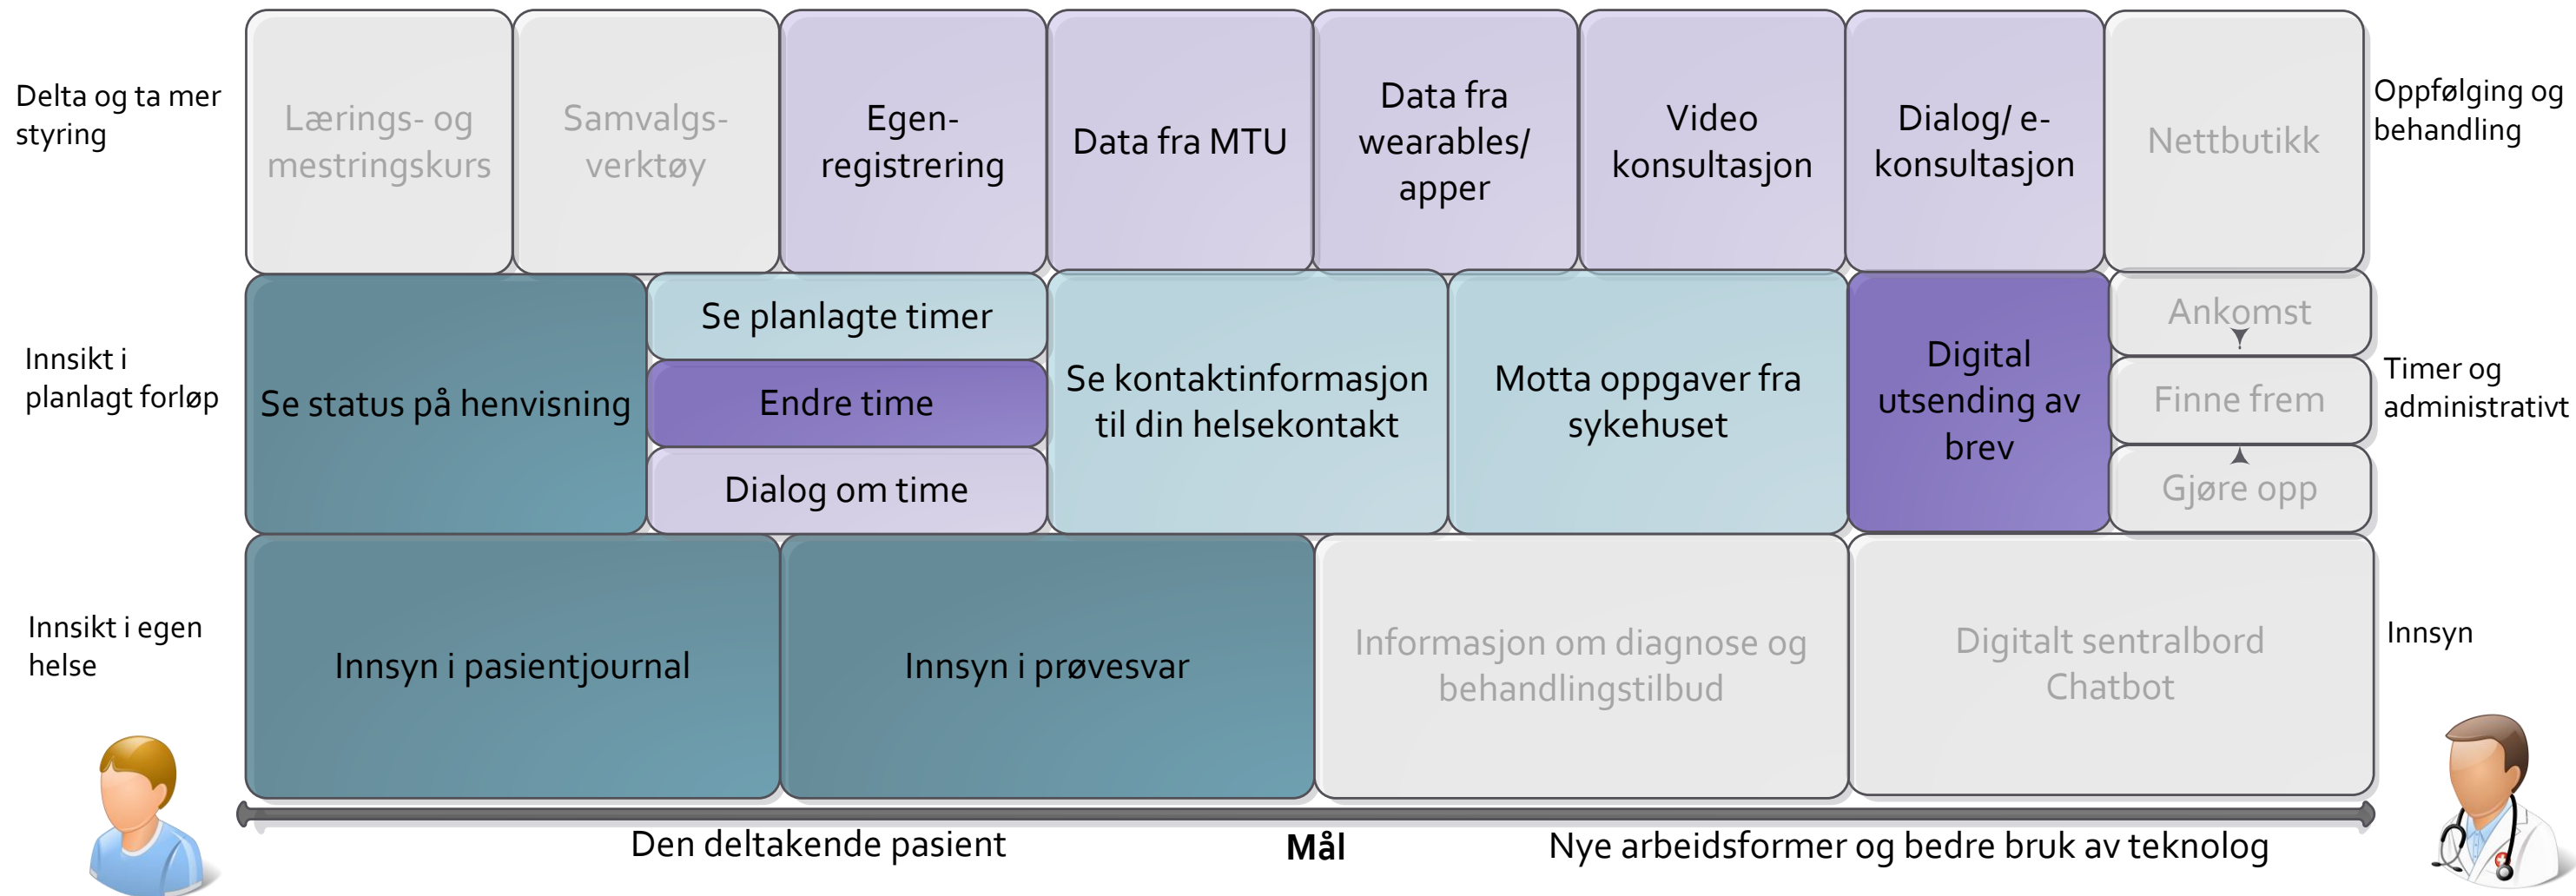 Delta og ta mer
styring
Lærings- og
mestringskurs
Samvalgs-
verktøy
Egen-
registrering
Data fra MTU
Data fra
wearables/
apper
Video
konsultasjon
Dialog/ e-
konsultasjon
Nettbutikk
Oppfølging og
behandling
Innsikt i
planlagt forløp
Se status på henvisning
Se planlagte timer
Endre time
Dialog om time
Se kontaktinformasjon
til din helsekontakt
Motta oppgaver fra
sykehuset
Digital
utsending av
brev
Ankomst
Finne frem
Gjøre opp
Timer og
administrativt
Innsikt i egen
helse
Innsyn i pasientjournal
Innsyn i prøvesvar
Informasjon om diagnose og
behandlingstilbud
Digitalt sentralbord
Chatbot
Innsyn
Den deltakende pasient
Mål
Nye arbeidsformer og bedre bruk av teknolog